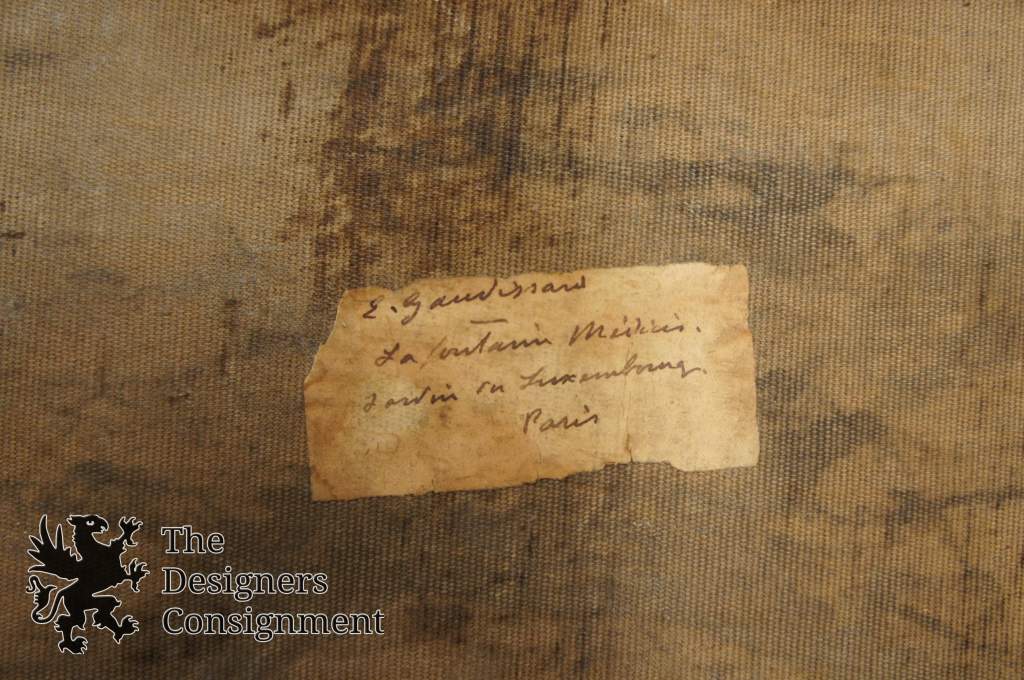 E. Gaudissard
La fontaine Médicis.
Jardin du Luxembourg.
Paris
The
Designers
Consignment